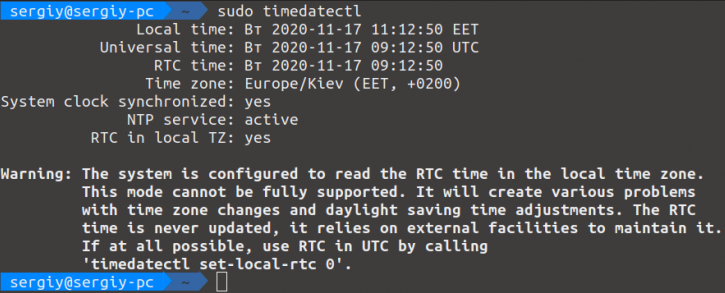 sergiy@sergiy-pc ~ sudo timedatectl
Local time: Вт 2020-11-17 11:12:50 EET
Universal time: Вт 2020-11-17 09:12:50 UTC
RTC time: Вт 2020-11-17 09:12:50
Time zone: Europe/Kiev (EET, +0200)
System clock synchronized: yes
NTP service: active
RTC in local TZ: yes
Warning: The system is configured to read the RTC time in the local time zone.
This mode cannot be fully supported. It will create various problems
with time zone changes and daylight saving time adjustments. The RTC
time is never updated, it relies on external facilities to maintain it.
If at all possible, use RTC in UTC by calling
'timedatectl set-local-rtc 0'.
sergiy@sergiy-pc ~